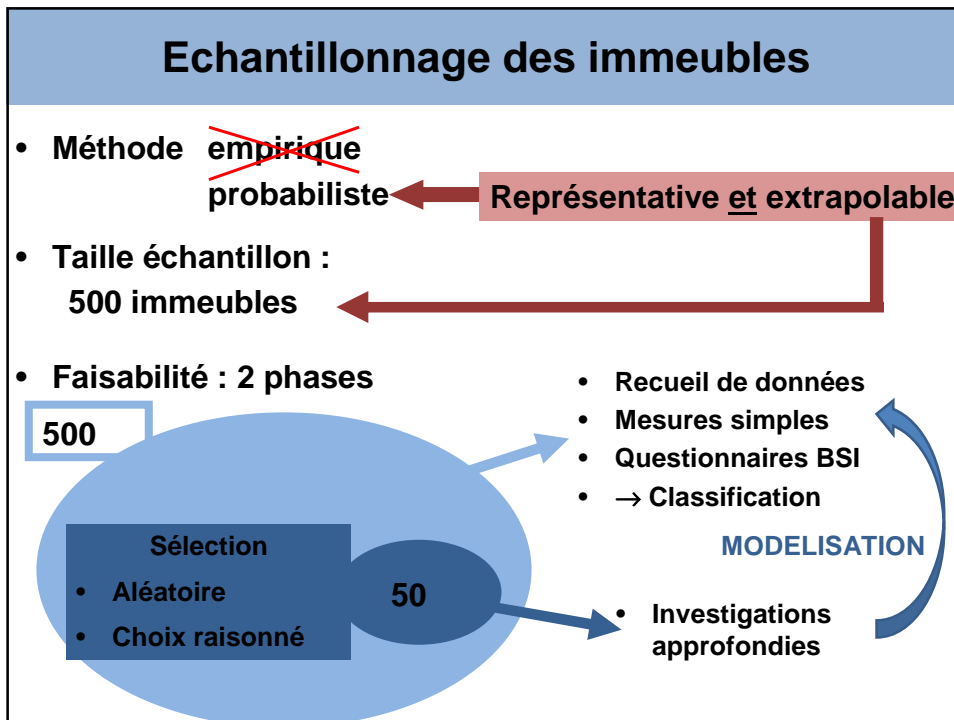 Echantillonnage des immeubles
• Méthode empirique
probabiliste
Représentative et extrapolable
• Taille échantillon :
500 immeubles
• Faisabilité : 2 phases
500
• Recueil de données
• Mesures simples
• Questionnaires BSI
• → Classification
MODELISATION
Sélection
• Aléatoire
• Choix raisonné
50
• Investigations
approfondies